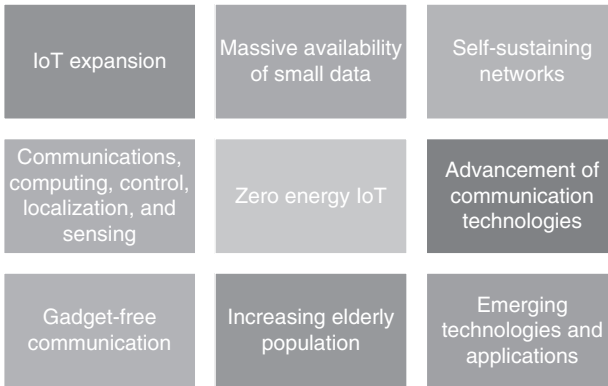 IoT expansion
Massive availability
of small data
Self-sustaining
networks
Communications,
computing, control,
localization, and
sensing
Zero energy IoT
Advancement of
communication
technologies
Gadget-free
communication
Increasing elderly
population
Emerging
technologies and
applications